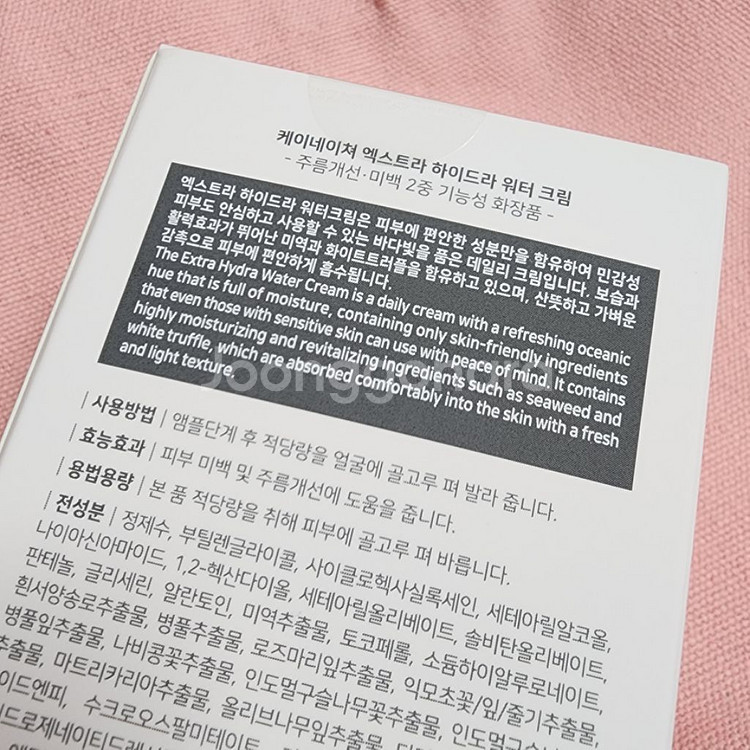 케이네이쳐 엑스트라 하이드라 워터 크림
- 주름개선·미백 2중 기능성 화장품 -
엑스트라 하이드라 워터크림은 피부에 편안한 성분만을 함유하여 민감성
피부도 안심하고 사용할 수 있는 바다빛을 품은 데일리 크림입니다. 보습과
활력효과가 뛰어난 미역과 화이트트러플을 함유하고 있으며, 산뜻하고 가벼운
감촉으로 피부에 편안하게 흡수됩니다.
The Extra Hydra Water Cream is a daily cream with a refreshing oceanic
hue that is full of moisture, containing only skin-friendly ingredients
that even those with sensitive skin can use with peace of mind. It contains
highly moisturizing and revitalizing ingredients such as seaweed and
white truffle, which are absorbed comfortably into the skin with a fresh
and light texture.
Joonggonara
| 사용방법 | 앰플단계 후 적당량을 얼굴에 골고루 펴 발라 줍니다.
| 효능효과 | 피부 미백 및 주름개선에 도움을 줍니다.
| 용법용량 | 본 품 적당량을 취해 피부에 골고루 펴 바릅니다.
| 전성분 | 정제수, 부틸렌글라이콜, 사이클로헥사실록세인, 세테아릴알코올,
나이아신아마이드, 1,2-헥산다이올, 세테아릴올리베이트, 솔비탄올리베이트,
판테놀, 글리세린, 알란토인, 미역추출물, 토코페롤, 소듐하이알루로네이트,
흰서양송로추출물, 병풀추출물, 로즈마리잎추출물, 익모초꽃/잎/줄기추출물,
병풀잎추출물, 나비콩꽃추출물, 인도멀구슬나무꽃추출물, 인도멀구슬
추출물, 마트리카리아추출물, 올리브나무잎추출물,
이드엔피, 수크로오스팔미테이트,
드로제네이티드레